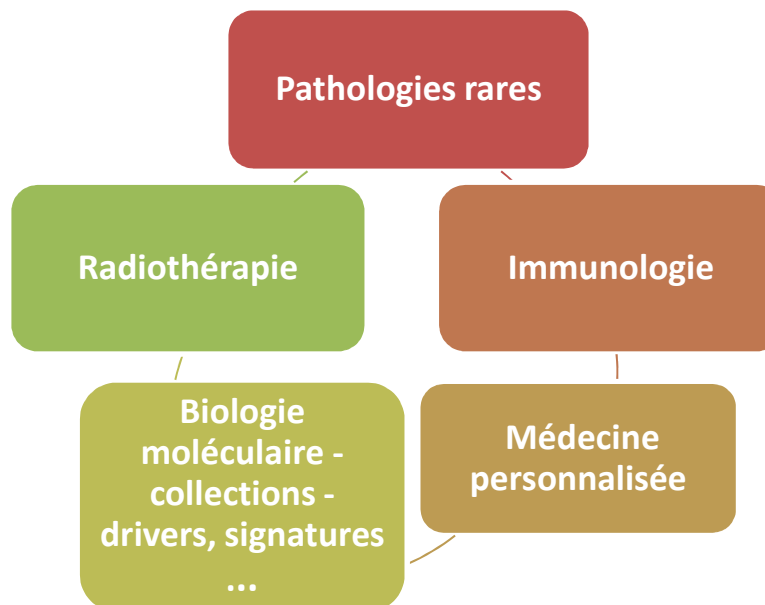 Pathologies rares
Radiothérapie
Immunologie
Biologie
moléculaire -
collections -
drivers, signatures
...
Médecine
personnalisée